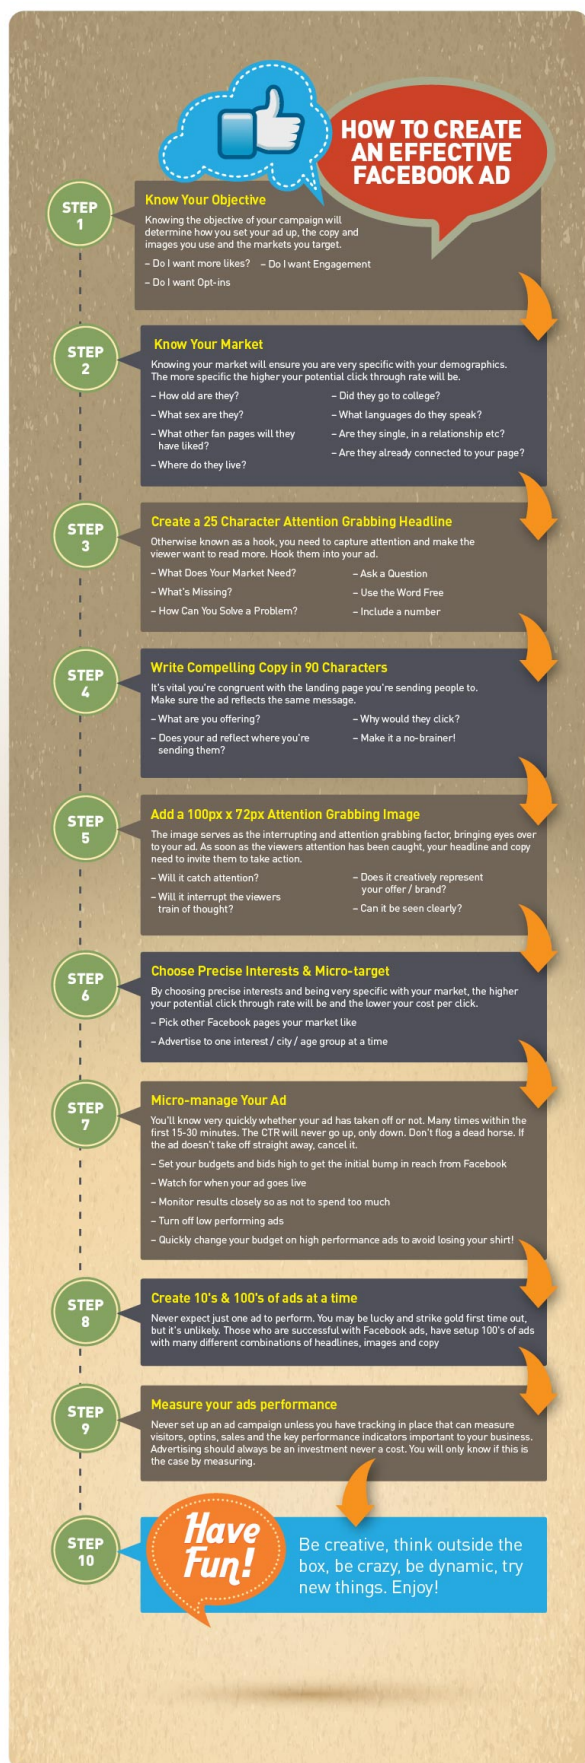 HOW TO CREATE
AN EFFECTIVE
FACEBOOK AD
STEP
1
Know Your Objective
Knowing the objective of your campaign will
determine how you set your ad up, the copy and
images you use and the markets you target.
– Do I want more likes?
– Do I want Engagement
– Do I want Opt-ins
STEP
2
Know Your Market
Knowing your market will ensure you are very specific with your demographics.
The more specific the higher your potential click through rate will be.
– How old are they?
– What sex are they?
– What other fan pages will they
have liked?
– Where do they live?
– Did they go to college?
– What languages do they speak?
– Are they single, in a relationship etc?
– Are they already connected to your page?
STEP
3
Create a 25 Character Attention Grabbing Headline
Otherwise known as a hook, you need to capture attention and make the
viewer want to read more. Hook them into your ad.
– What Does Your Market Need?
– What's Missing?
– How Can You Solve a Problem?
– Ask a Question
– Use the Word Free
– Include a number
STEP
4
Write Compelling Copy in 90 Characters
It's vital you're congruent with the landing page you're sending people to.
Make sure the ad reflects the same message.
– What are you offering?
– Does your ad reflect where you're
sending them?
– Why would they click?
– Make it a no-brainer!
STEP
5
Add a 100px x 72px Attention Grabbing Image
The image serves as the interrupting and attention grabbing factor, bringing eyes over
to your ad. As soon as the viewers attention has been caught, your headline and copy
need to invite them to take action.
– Will it catch attention?
– Will it interrupt the viewers
train of thought?
– Does it creatively represent
your offer / brand?
– Can it be seen clearly?
STEP
6
Choose Precise Interests & Micro-target
By choosing precise interests and being very specific with your market, the higher
your potential click through rate will be and the lower your cost per click.
– Pick other Facebook pages your market like
– Advertise to one interest / city / age group at a time
STEP
7
Micro-manage Your Ad
You'll know very quickly whether your ad has taken off or not. Many times within the
first 15-30 minutes. The CTR will never go up, only down. Don't flog a dead horse. If
the ad doesn't take off straight away, cancel it.
– Set your budgets and bids high to get the initial bump in reach from Facebook
– Watch for when your ad goes live
– Monitor results closely so as not to spend too much
– Turn off low performing ads
– Quickly change your budget on high performance ads to avoid losing your shirt!
STEP
8
Create 10's & 100's of ads at a time
Never expect just one ad to perform. You may be lucky and strike gold first time out,
but it's unlikely. Those who are successful with Facebook ads, have setup 100's of ads
with many different combinations of headlines, images and copy
STEP
9
Measure your ads performance
Never set up an ad campaign unless you have tracking in place that can measure
visitors, optins, sales and the key performance indicators important to your business.
Advertising should always be an investment never a cost. You will only know if this is
the case by measuring.
STEP
10
Have
Fun!
Be creative, think outside the
box, be crazy, be dynamic, try
new things. Enjoy!